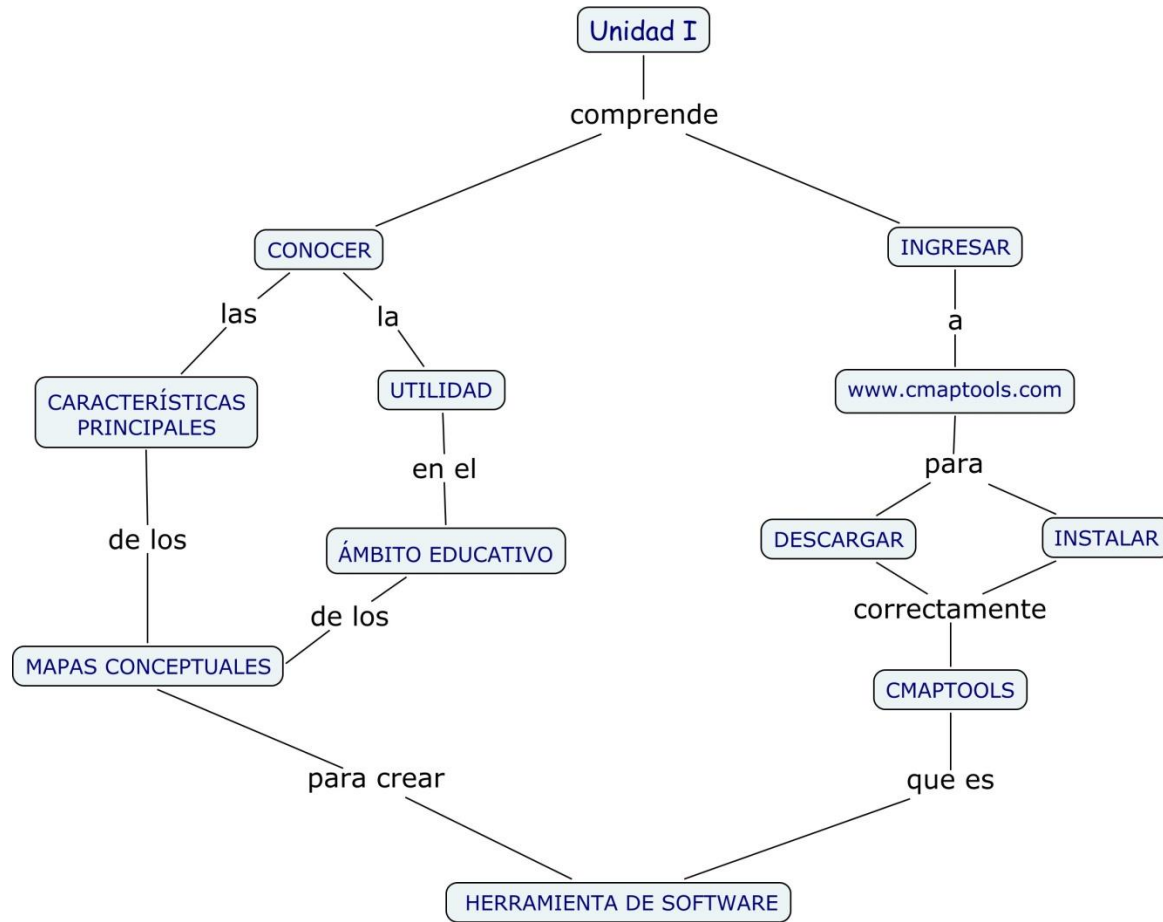 Unidad I
comprende
CONOCER
INGRESAR
las
la
a
CARACTERÍSTICAS
PRINCIPALES
UTILIDAD
www.cmaptools.com
en el
para
de los
ÁMBITO EDUCATIVO
DESCARGAR
INSTALAR
de los
correctamente
MAPAS CONCEPTUALES
CMAPTOOLS
para crear
que es
HERRAMIENTA DE SOFTWARE